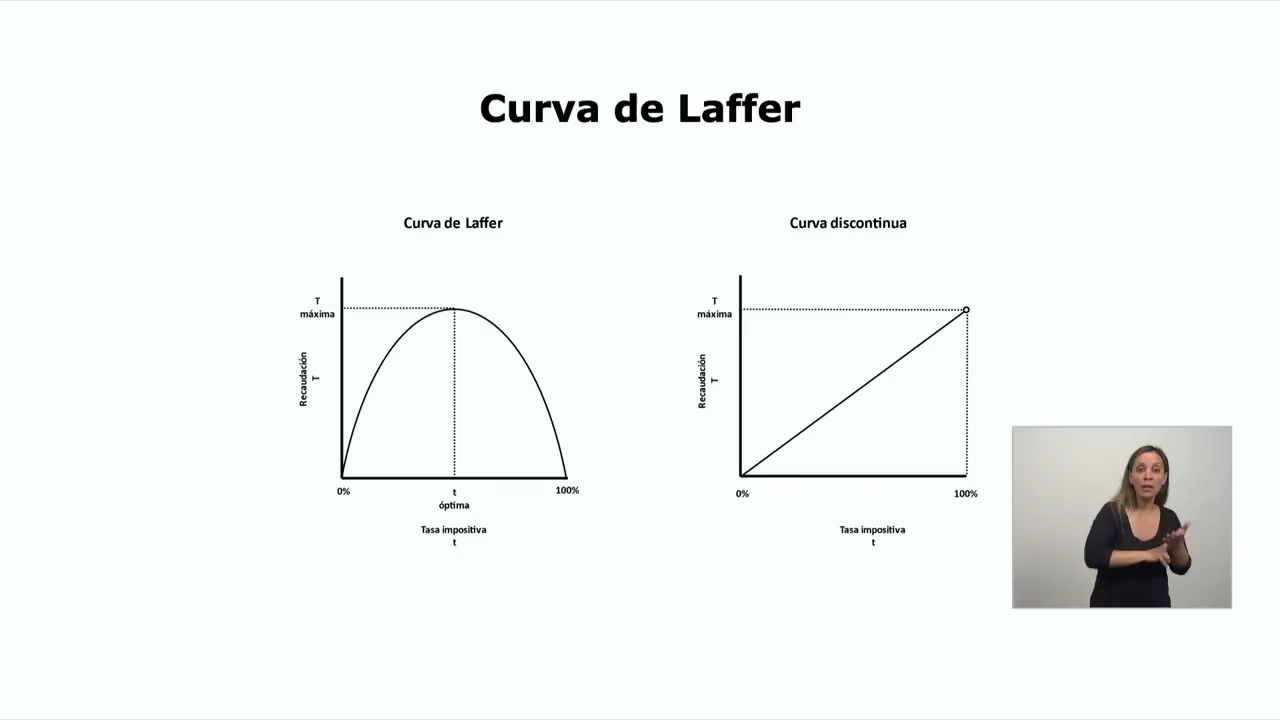 Curva de Laffer
Curva de Laffer
T
máxima
Recaudación
T
0%
t
óptima
100%
Tasa impositiva
t
Curva discontinua
T
máxima
Recaudación
T
0%
100%
Tasa impositiva
t